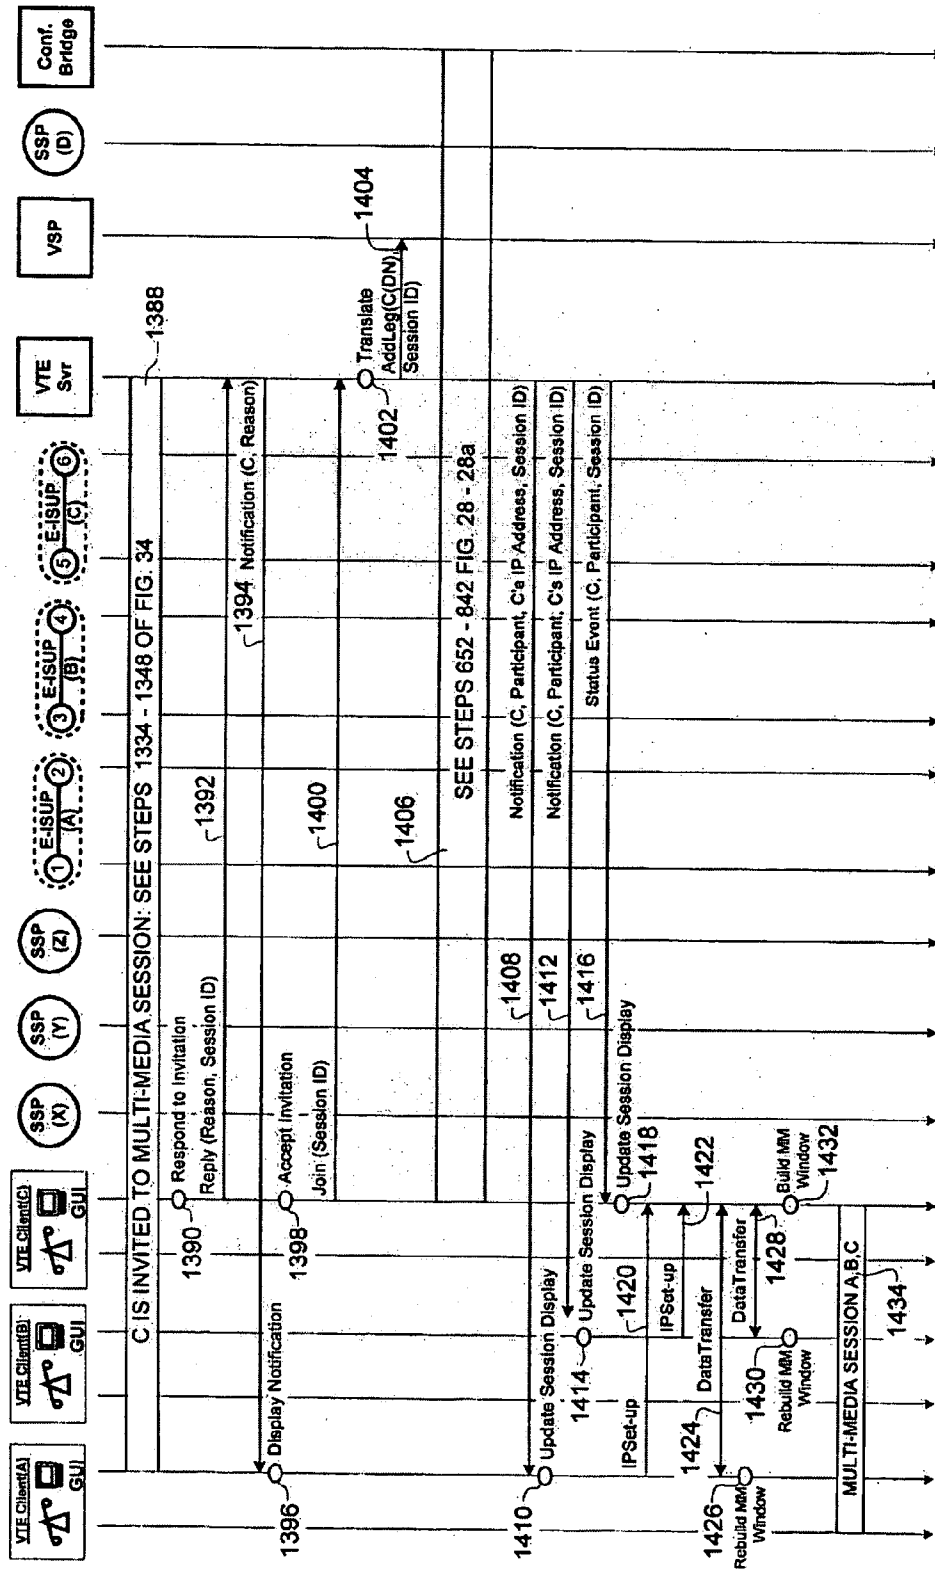 VTE Client(A)
GUI
VTE Client(B)
GUI
VTE Client(C)
GUI
SSP
(X)
SSP
(Y)
SSP
(Z)
1
E-ISUP
(A)
2
3
E-ISUP
(B)
4
5
E-ISUP
(C)
6
VTE
Svr
VSP
SSP
(D)
Conf.
Bridge
C IS INVITED TO MULTI-MEDIA SESSION: SEE STEPS 1334 - 1348 OF FIG. 34
1388
1390
Respond to Invitation
Reply (Reason, Session ID)
1392
1394
Notification (C, Reason)
1396
Display Notification
1398
Accept Invitation
Join (Session ID)
1400
1402
Translate
AddLeg(C(DN),
Session ID)
1404
1406
SEE STEPS 652 - 842 FIG. 28 - 28a
1408
Notification (C, Participant, C's IP Address, Session ID)
1410
Update Session Display
1412
Notification (C, Participant, C's IP Address, Session ID)
1414
Update Session Display
1416
Status Event (C, Participant, Session ID)
1418
Update Session Display
IPSet-up
1420
IPSet-up
1422
1424
DataTransfer
1426
Rebuild MM
Window
DataTransfer
1428
1430
Rebuild MM
Window
Build MM
Window
1432
MULTI-MEDIA SESSION A,B,C
1434